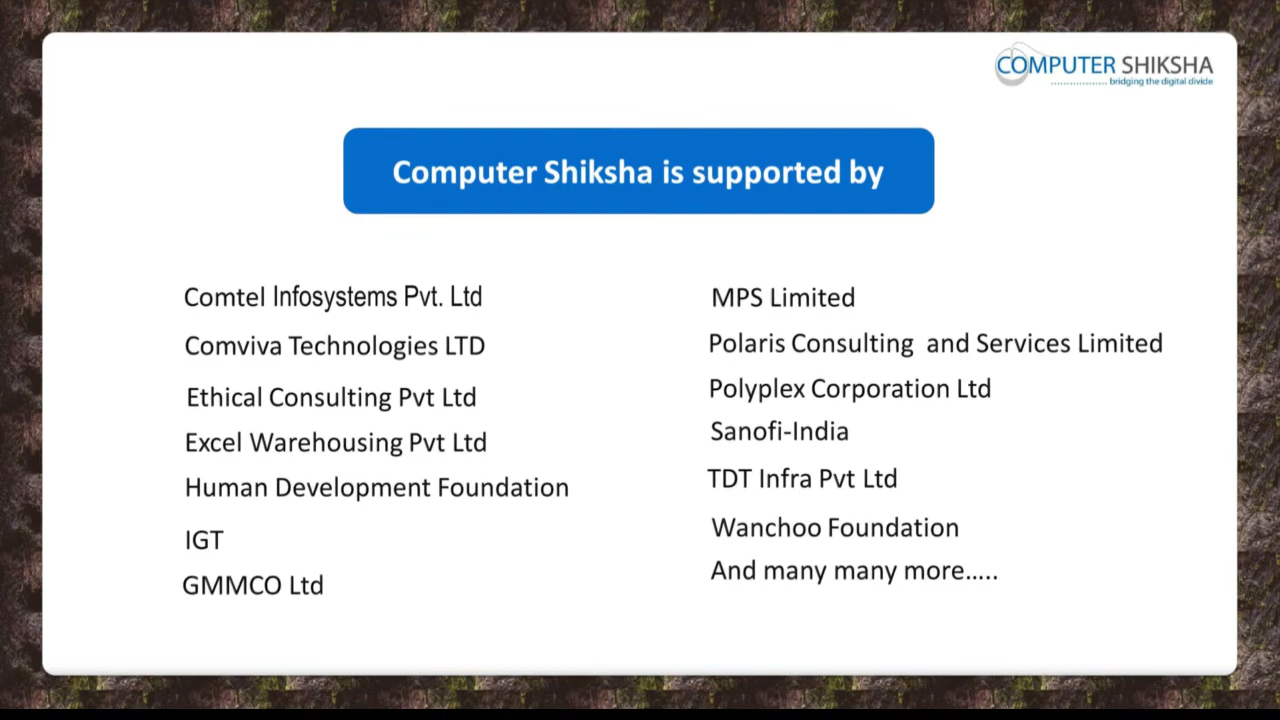 COMPUTER SHIKSHA
bridging the digital divide
Computer Shiksha is supported by
Comtel Infosystems Pvt. Ltd
Comviva Technologies LTD
Ethical Consulting Pvt Ltd
Excel Warehousing Pvt Ltd
Human Development Foundation
IGT
GMMCO Ltd
MPS Limited
Polaris Consulting and Services Limited
Polyplex Corporation Ltd
Sanofi-India
TDT Infra Pvt Ltd
Wanchoo Foundation
And many many more.....